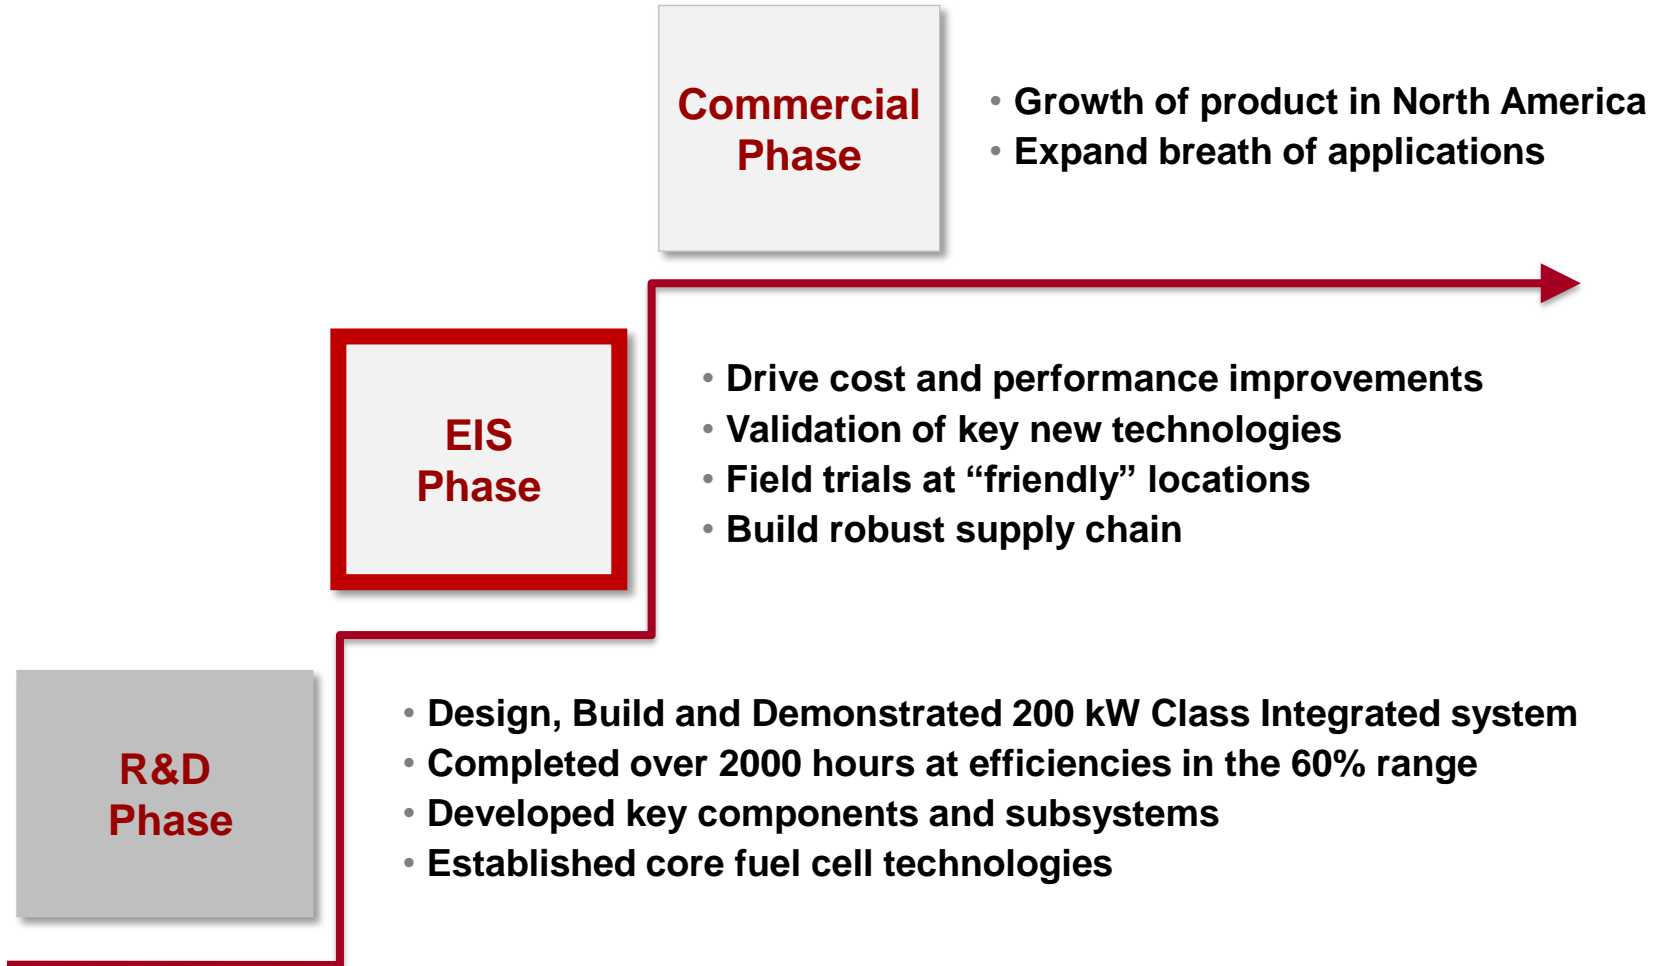 Commercial
Phase
• Growth of product in North America
• Expand breath of applications
EIS
Phase
• Drive cost and performance improvements
• Validation of key new technologies
• Field trials at “friendly” locations
• Build robust supply chain
R&D
Phase
• Design, Build and Demonstrated 200 kW Class Integrated system
• Completed over 2000 hours at efficiencies in the 60% range
• Developed key components and subsystems
• Established core fuel cell technologies